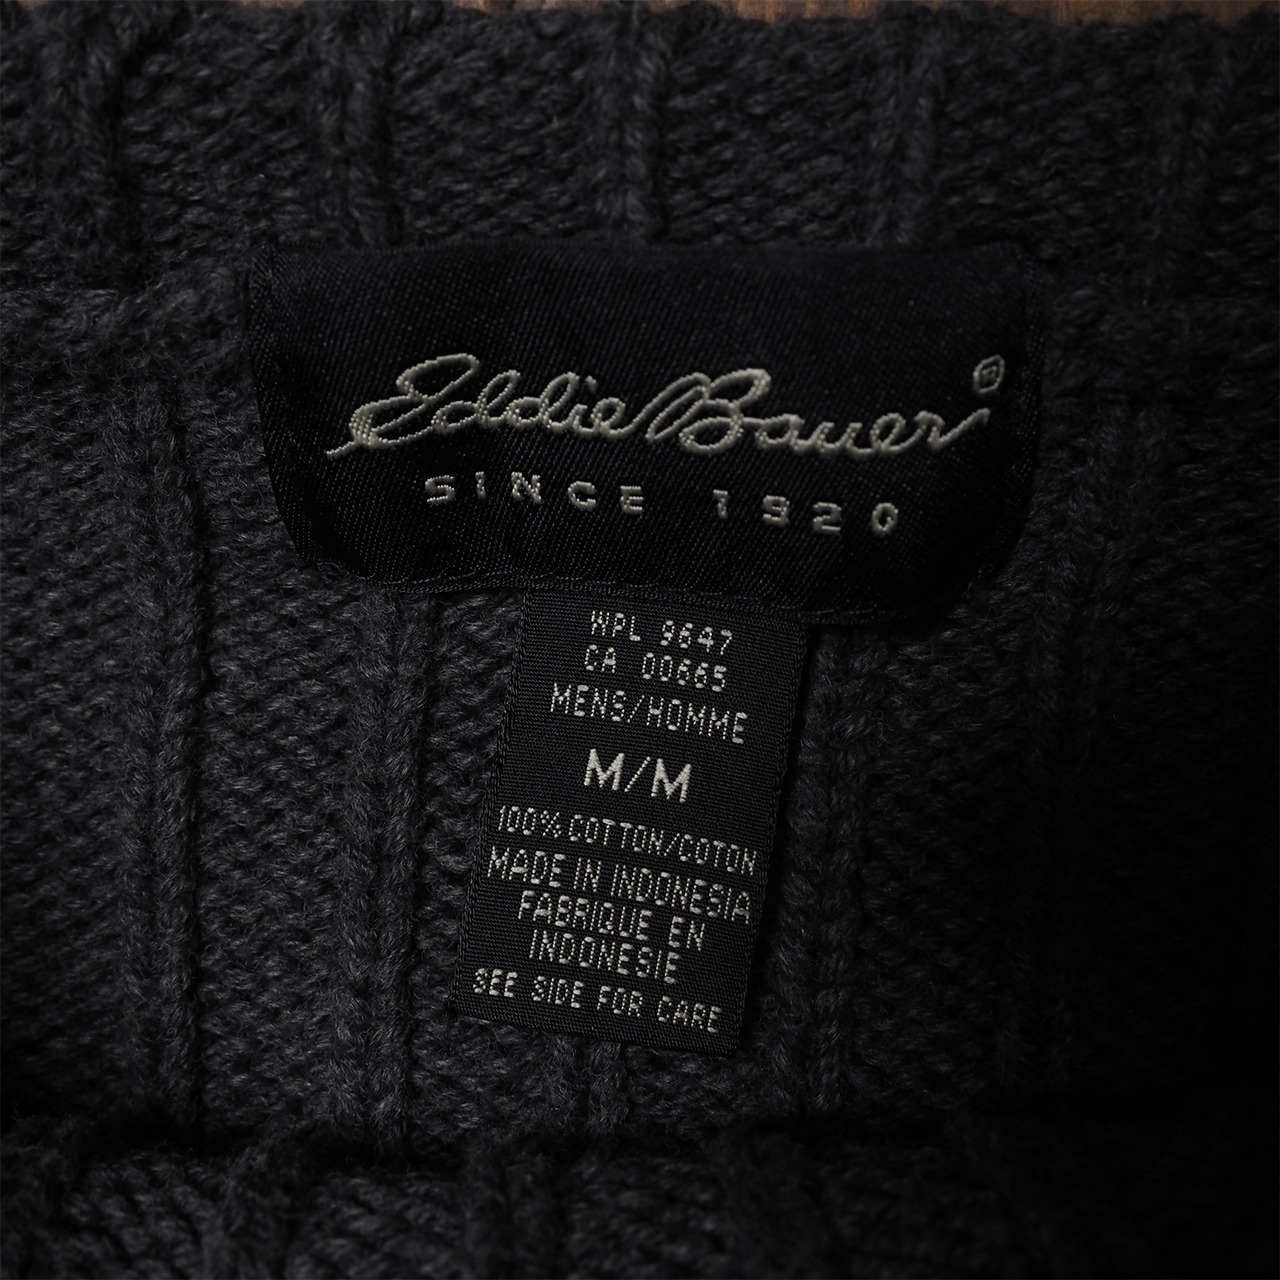 Eddie Bauer®
SINCE 1920
WPL 9647
CA 00665
MENS/HOMME
M/M
100% COTTON/COTON
MADE IN INDONESIA
FABRIQUE EN
INDONESIE
SEE SIDE FOR CARE